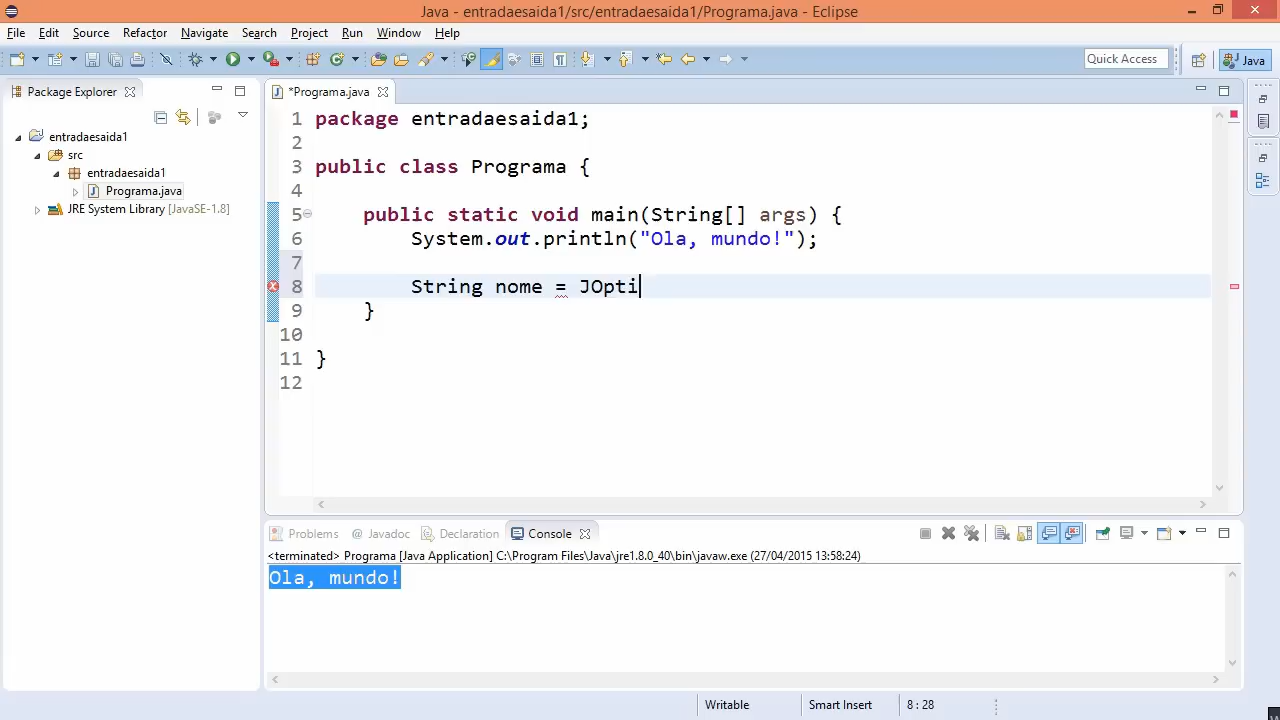 Java - entradaesaida1/src/entradaesaida1/Programa.java - Eclipse
File Edit Source Refactor Navigate Search Project Run Window Help
Quick Access
Java
Package Explorer
entradaesaida1
src
entradaesaida1
Programa.java
JRE System Library [JavaSE-1.8]
*Programa.java
1 package entradaesaida1;
2
3 public class Programa {
4
5 public static void main(String[] args) {
6 System.out.println("Ola, mundo!");
7
8 String nome = JOpti
9 }
10
11 }
12
Problems @ Javadoc Declaration Console
<terminated> Programa [Java Application] C:\Program Files\Java\jre1.8.0_40\bin\javaw.exe (27/04/2015 13:58:24)
Ola, mundo!
Writable Smart Insert 8 : 28